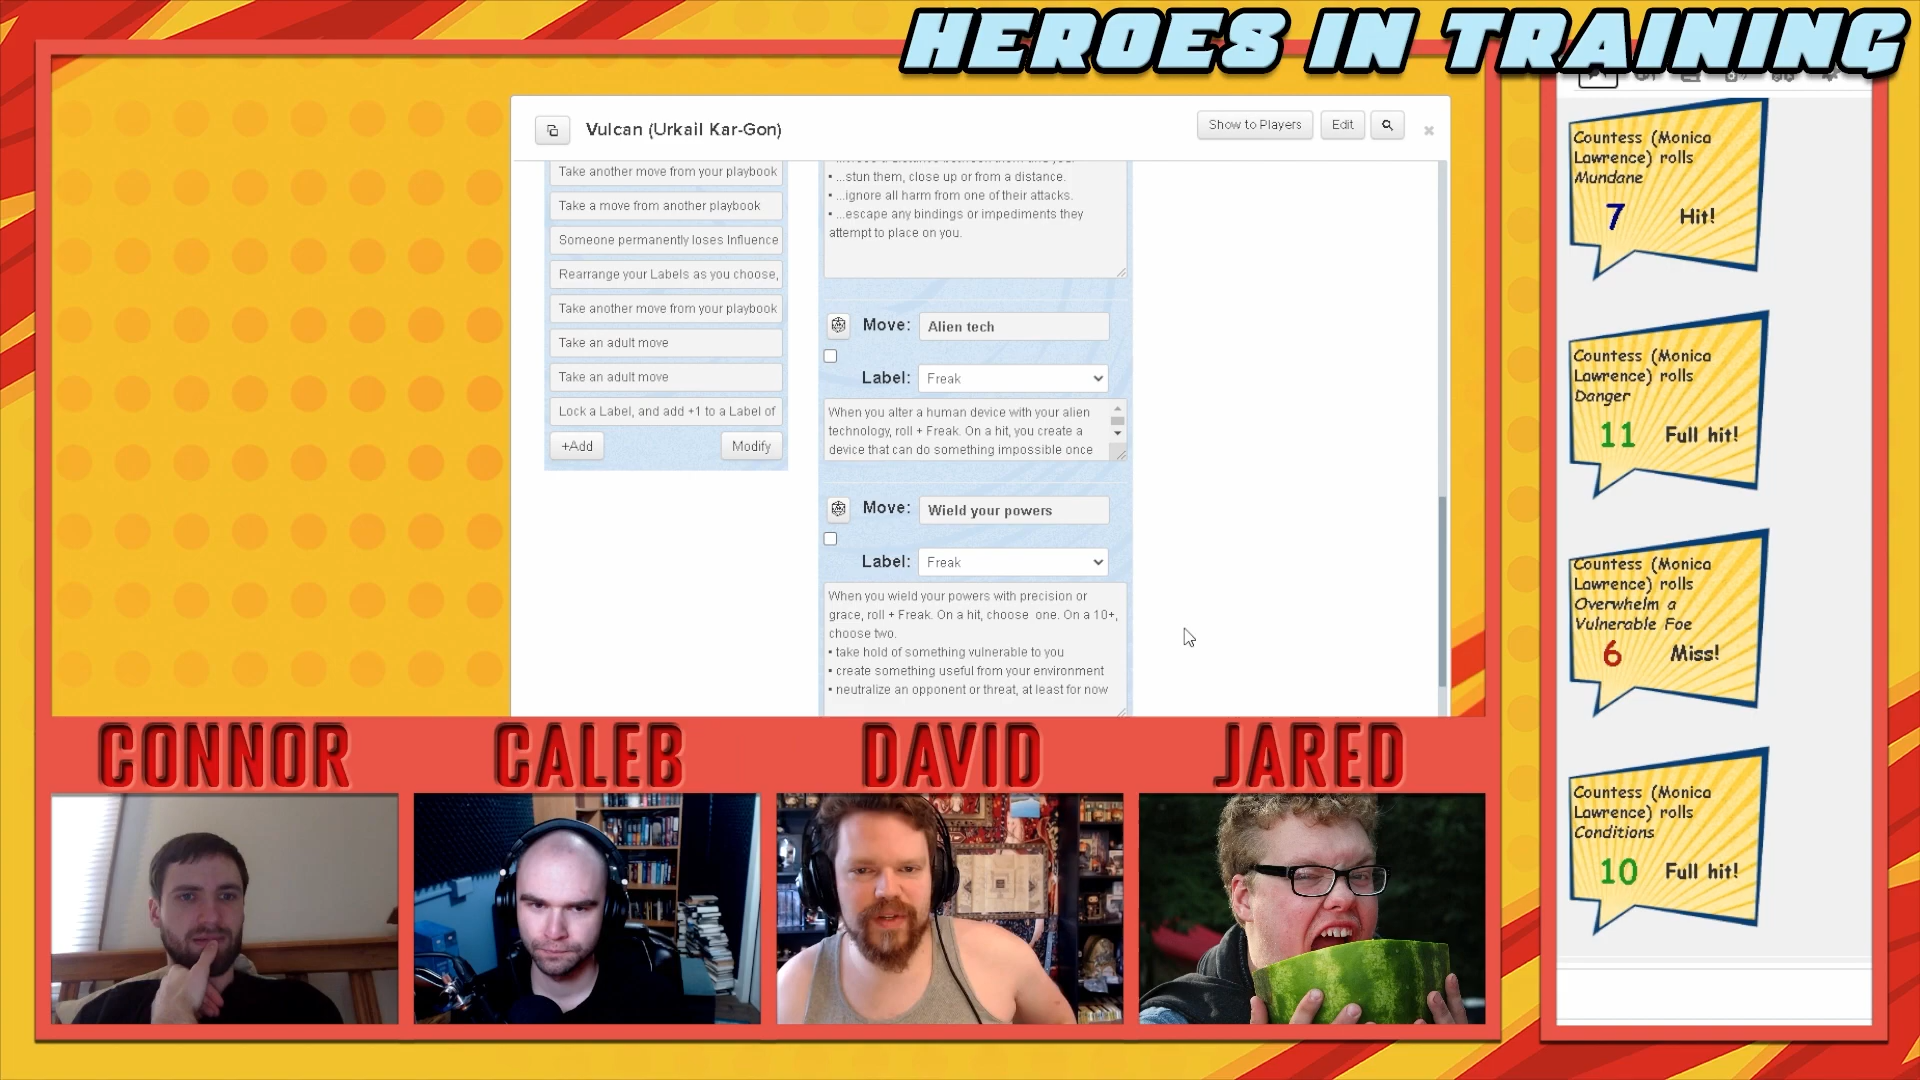 HEROES IN TRAINING
Vulcan (Urkail Kar-Gon)
Show to Players
Edit
Take another move from your playbook
Take a move from another playbook
Someone permanently loses Influence
Rearrange your Labels as you choose,
Take another move from your playbook
Take an adult move
Take an adult move
Lock a Label, and add +1 to a Label of
+Add
Modify
▪ ...stun them, close up or from a distance.
▪ ...ignore all harm from one of their attacks.
▪ ...escape any bindings or impediments they
attempt to place on you.
Move: Alien tech
Label: Freak
When you alter a human device with your alien
technology, roll + Freak. On a hit, you create a
device that can do something impossible once
Move: Wield your powers
Label: Freak
When you wield your powers with precision or
grace, roll + Freak. On a hit, choose one. On a 10+,
choose two.
▪ take hold of something vulnerable to you
▪ create something useful from your environment
▪ neutralize an opponent or threat, at least for now
Countess (Monica
Lawrence) rolls
Mundane
7 Hit!
Countess (Monica
Lawrence) rolls
Danger
11 Full hit!
Countess (Monica
Lawrence) rolls
Overwhelm a
Vulnerable Foe
6 Miss!
Countess (Monica
Lawrence) rolls
Conditions
10 Full hit!
CONNOR
CALEB
DAVID
JARED